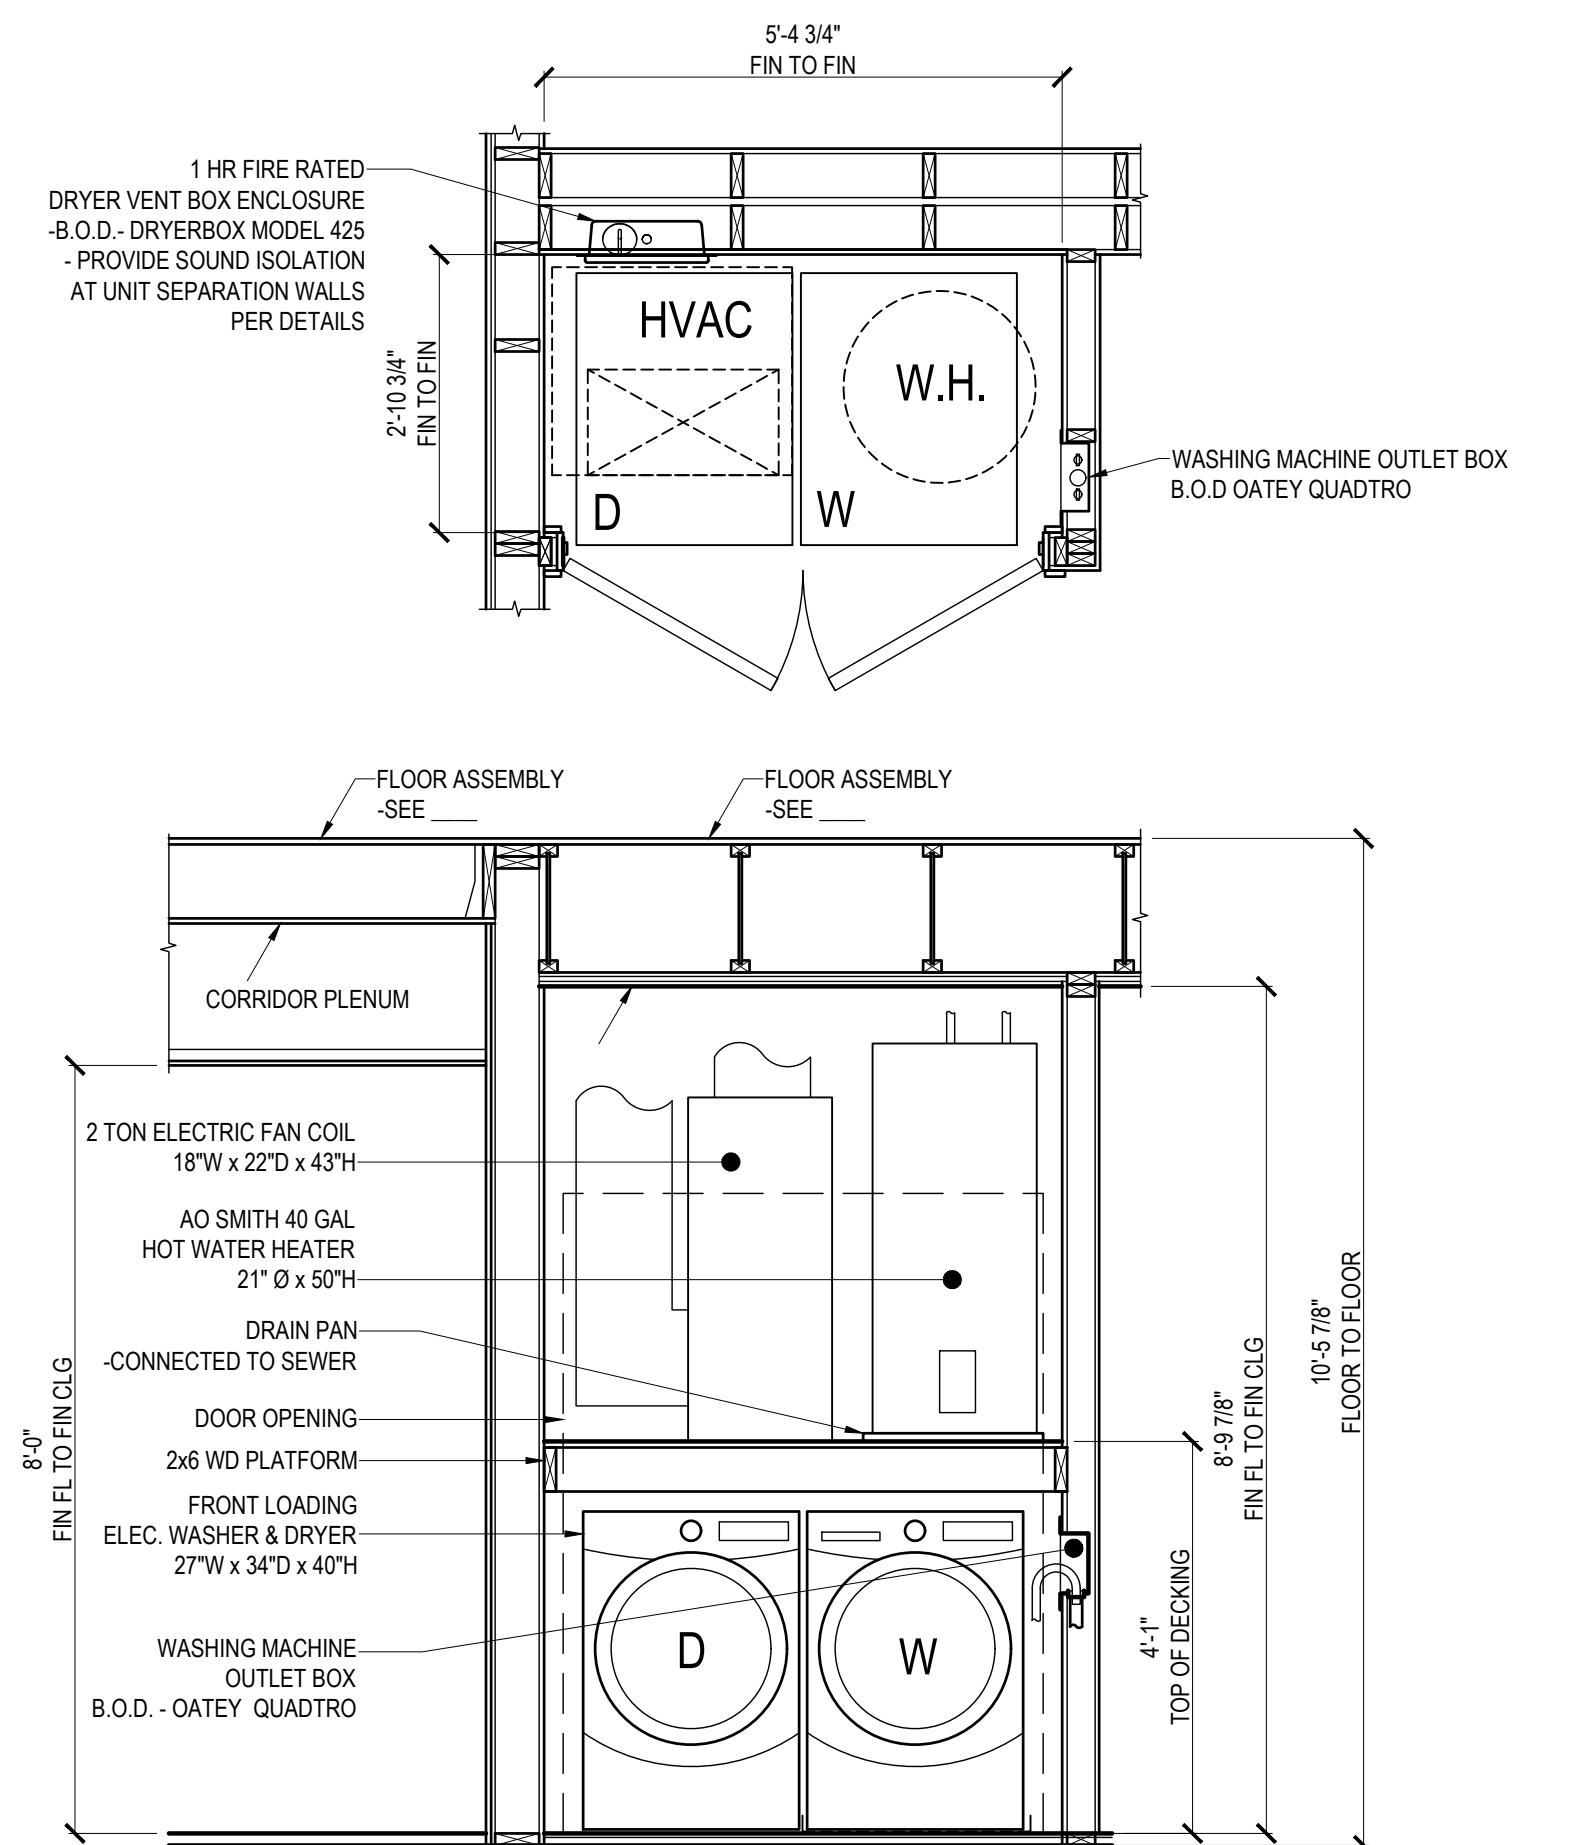 5'-4 3/4"
FIN TO FIN
1 HR FIRE RATED
DRYER VENT BOX ENCLOSURE
-B.O.D.- DRYERBOX MODEL 425
- PROVIDE SOUND ISOLATION
AT UNIT SEPARATION WALLS
PER DETAILS
2'-10 3/4"
FIN TO FIN
HVAC
W.H.
D
W
WASHING MACHINE OUTLET BOX
B.O.D OATEY QUADTRO
FLOOR ASSEMBLY
-SEE ____
FLOOR ASSEMBLY
-SEE ____
CORRIDOR PLENUM
2 TON ELECTRIC FAN COIL
18"W x 22"D x 43"H
AO SMITH 40 GAL
HOT WATER HEATER
21" Ø x 50"H
DRAIN PAN
-CONNECTED TO SEWER
DOOR OPENING
2x6 WD PLATFORM
FRONT LOADING
ELEC. WASHER & DRYER
27"W x 34"D x 40"H
WASHING MACHINE
OUTLET BOX
B.O.D. - OATEY QUADTRO
8'-0"
FIN FL TO FIN CLG
D
W
4'-1"
TOP OF DECKING
8'-9 7/8"
FIN FL TO FIN CLG
10'-5 7/8"
FLOOR TO FLOOR